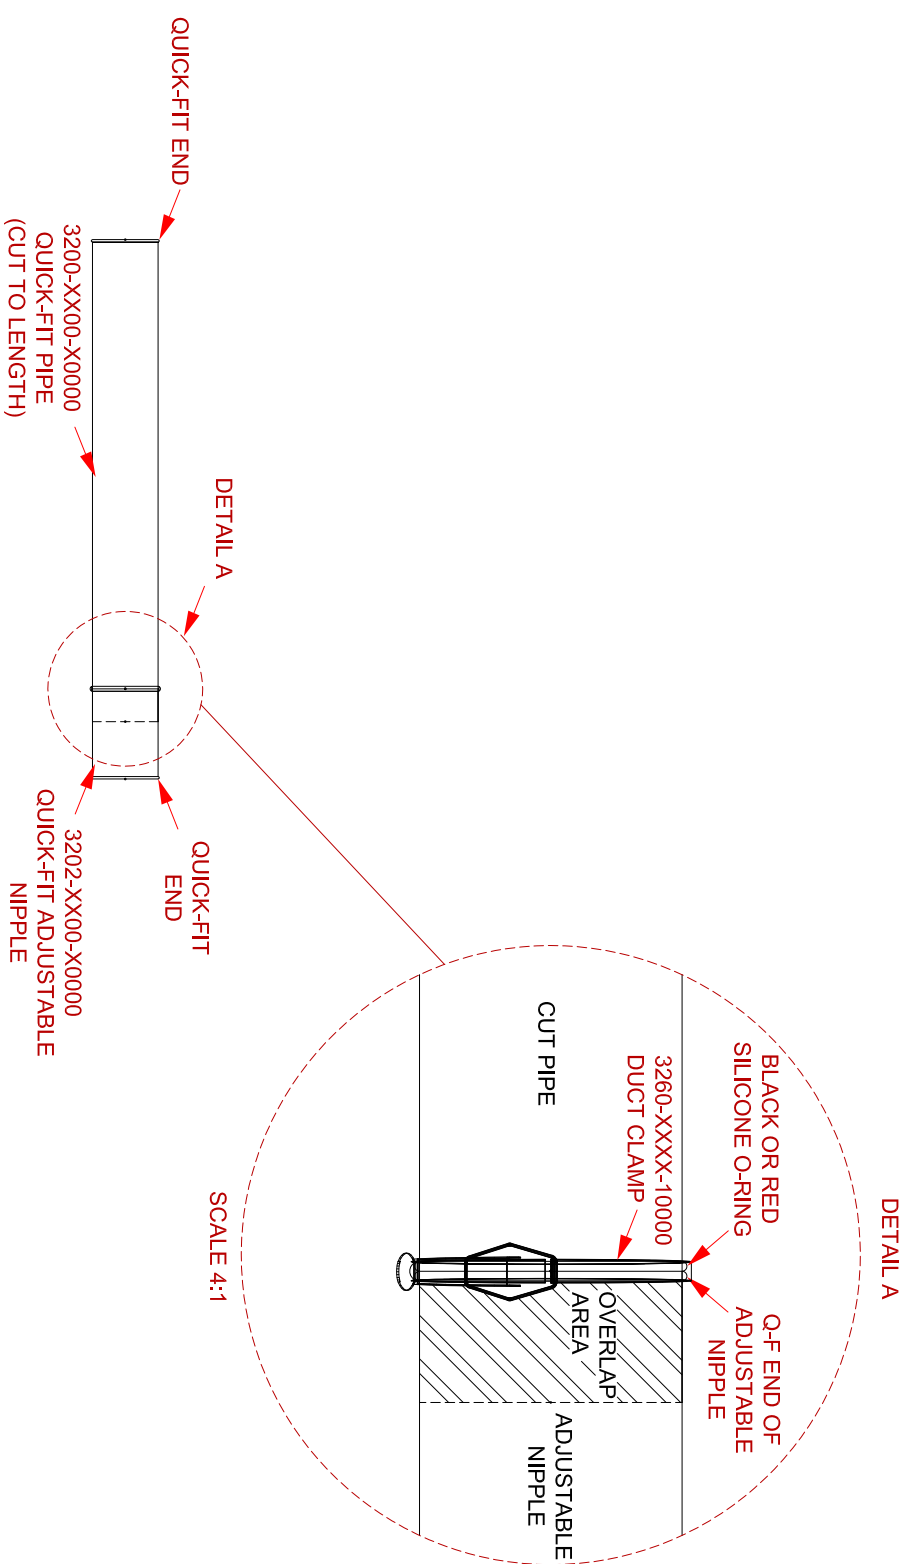 QUICK-FIT END
3200-XX00-X0000
QUICK-FIT PIPE
(CUT TO LENGTH)
DETAIL A
QUICK-FIT
END
3202-XX00-X0000
QUICK-FIT ADJUSTABLE
NIPPLE
DETAIL A
BLACK OR RED
SILICONE O-RING
Q-F END OF
ADJUSTABLE
NIPPLE
3260-XXXX-10000
DUCT CLAMP
CUT PIPE
OVERLAP
AREA
ADJUSTABLE
NIPPLE
SCALE 4:1